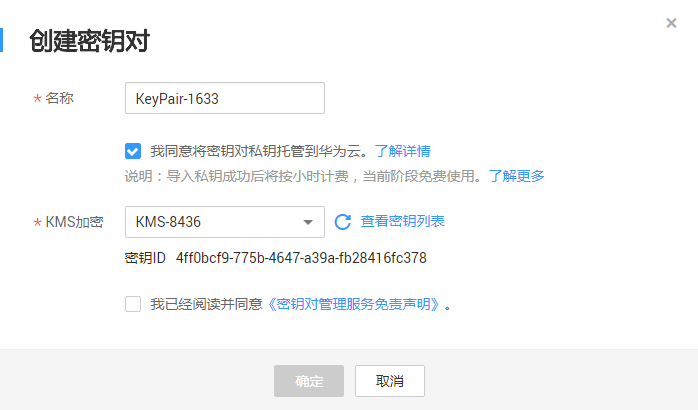 创建密钥对
* 名称 KeyPair-1633
我同意将密钥对私钥托管到华为云。了解详情
说明：导入私钥成功后将按小时计费，当前阶段免费使用。了解更多
* KMS加密 KMS-8436 查看密钥列表
密钥ID 4ff0bcf9-775b-4647-a39a-fb28416fc378
我已经阅读并同意《密钥对管理服务免责声明》。
确定 取消